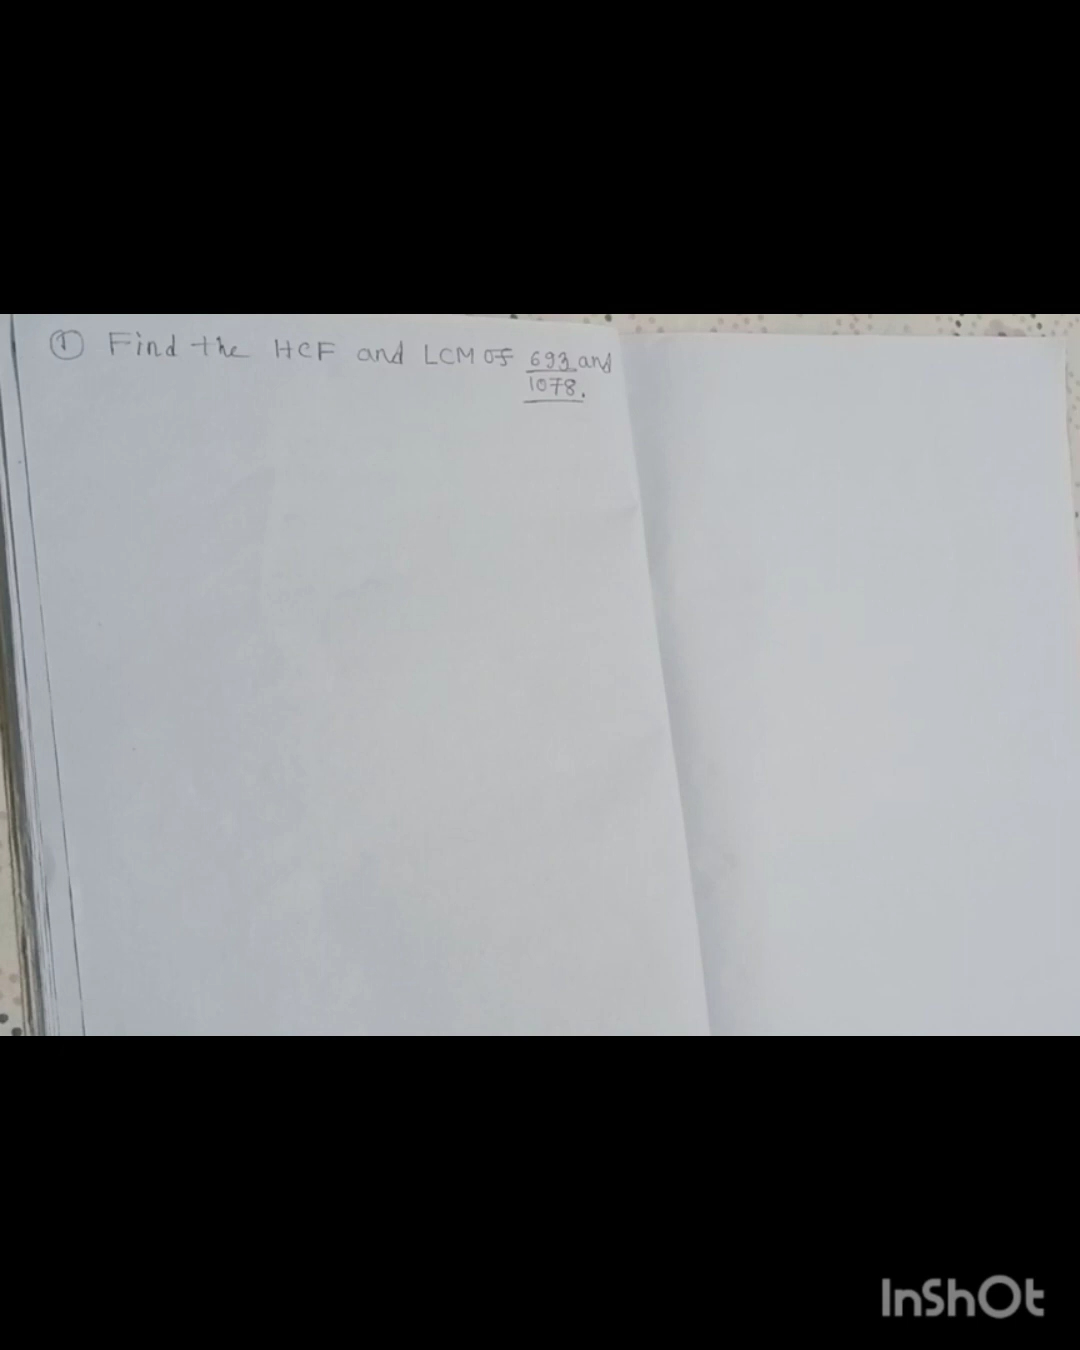 ① Find the HCF and LCM of 693 and
1078.
InShOt